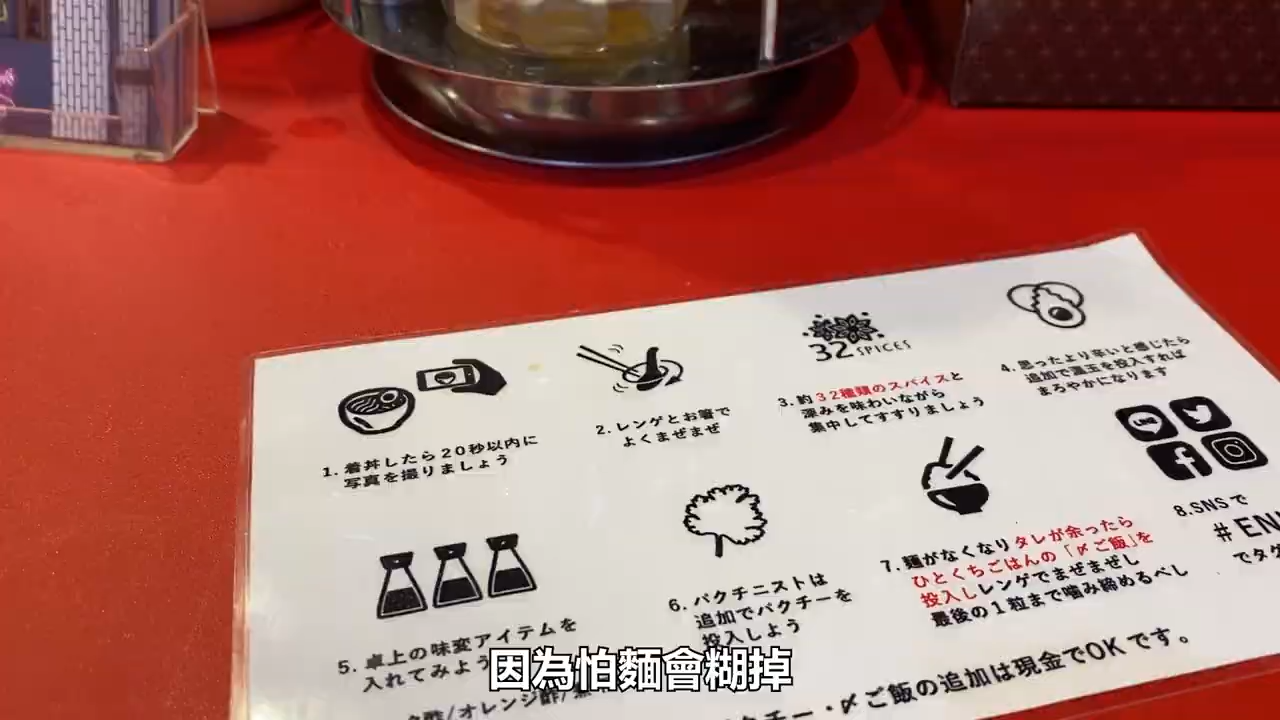 1. 着丼したら20秒以内に
写真を撮りましょう
2. レンゲとお箸で
よくまぜまぜ
32 SPICES
3. 約32種類のスパイスと
深みを味わいながら
集中してすすりましょう
4. 思ったより辛いと感じたら
追加で温玉を投入すれば
まろやかになります
5. 卓上の味変アイテムを
入れてみよう
酢/オレンジ酢/
6. パクチニストは
追加でパクチーを
投入しよう
7. 麺がなくなりタレが余ったら
ひとくちごはんの「〆ご飯」を
投入しレンゲでまぜまぜし
最後の1粒まで噛み締めるべし
LINE
8. SNSで
#EN
でタグ
クチー・〆ご飯の追加は現金でOKです。
因為怕麵會糊掉